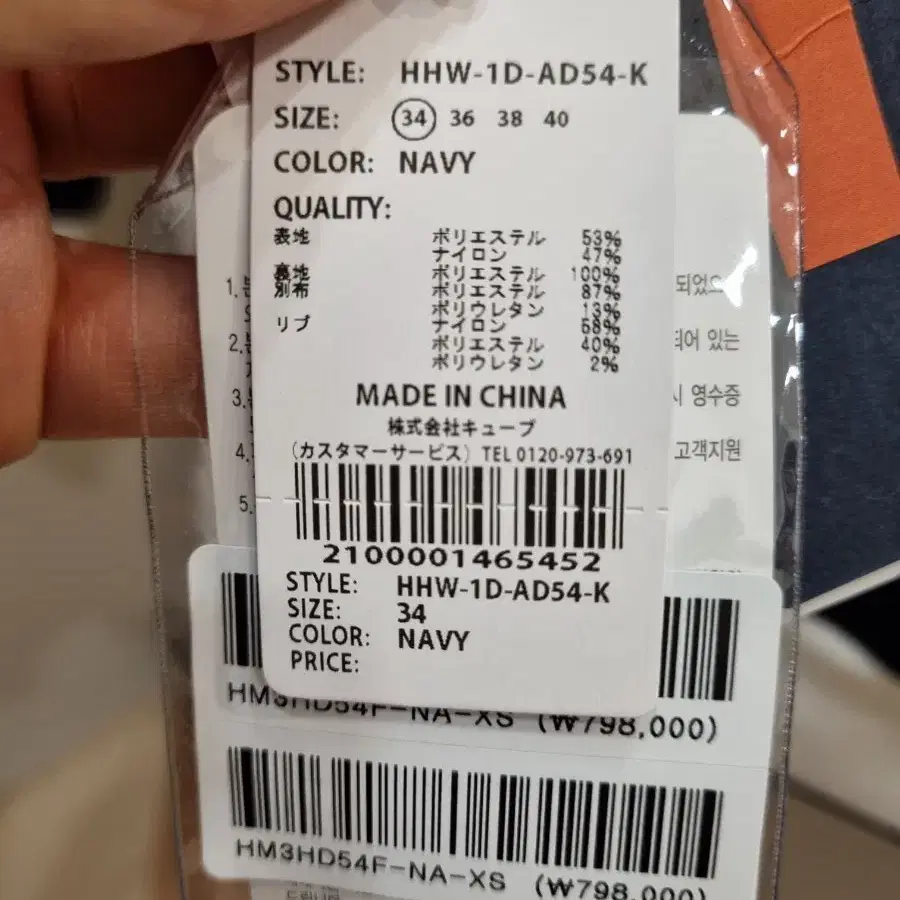 STYLE: HHW-1D-AD54-K
SIZE: 34 36 38 40
COLOR: NAVY
QUALITY:
表地 ポリエステル 53%
ナイロン 47%
裏地 ポリエステル 100%
別布 ポリエステル 87%
ポリウレタン 13%
リブ ナイロン 58%
ポリエステル 40%
ポリウレタン 2%
MADE IN CHINA
株式会社キューブ
(カスタマーサービス) TEL 0120-973-691
2100001465452
STYLE: HHW-1D-AD54-K
SIZE: 34
COLOR: NAVY
PRICE:
1.
되었
2.
되어 있는
3.
시 영수증
4.
고객지원
5.
HM3HD54F-NA-XS (₩798,000)
HM3HD54F-NA-XS (₩798,000)